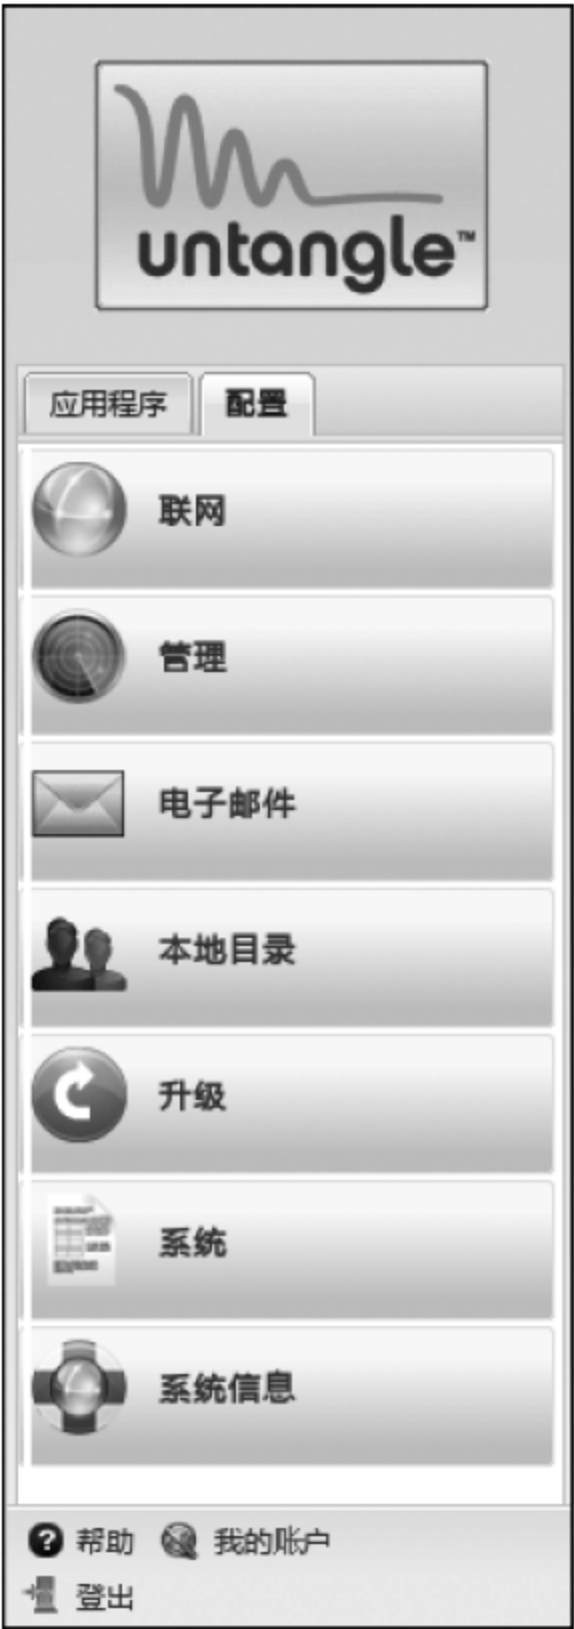 untangle™
应用程序 配置
联网
管理
电子邮件
本地目录
升级
系统
系统信息
帮助 我的账户
登出